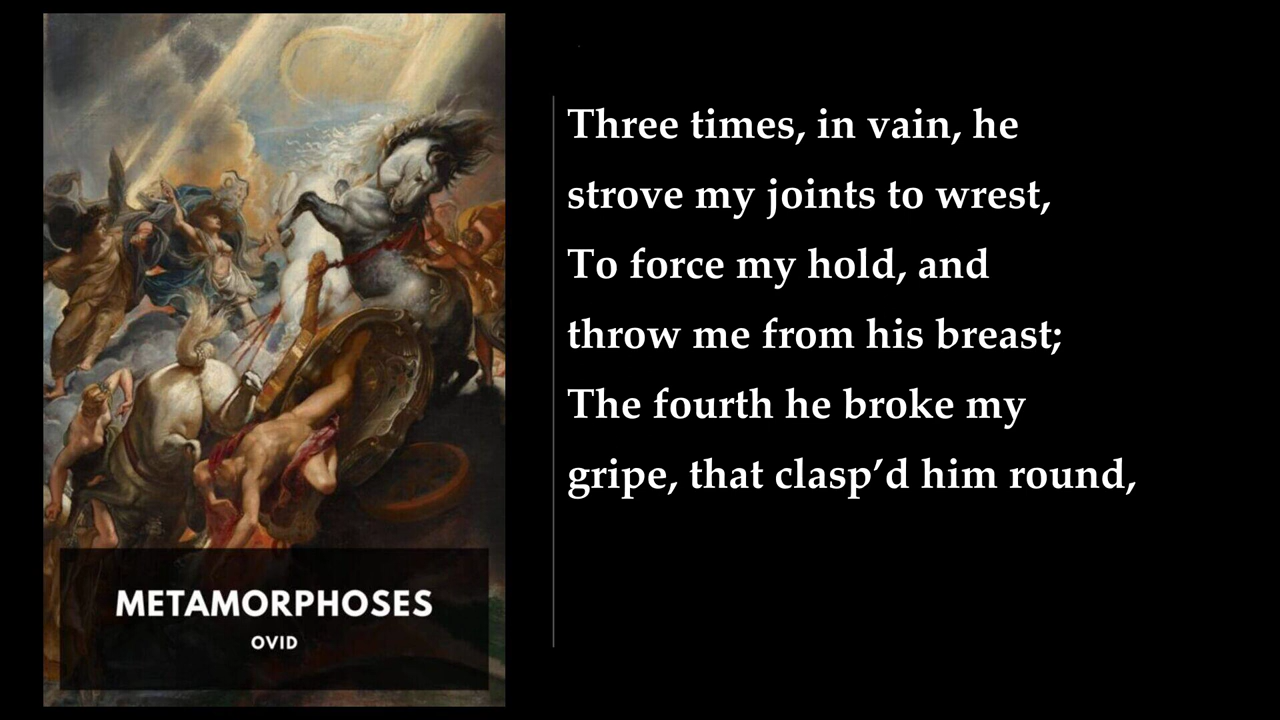 METAMORPHOSES
OVID
Three times, in vain, he
strove my joints to wrest,
To force my hold, and
throw me from his breast;
The fourth he broke my
gripe, that clasp’d him round,